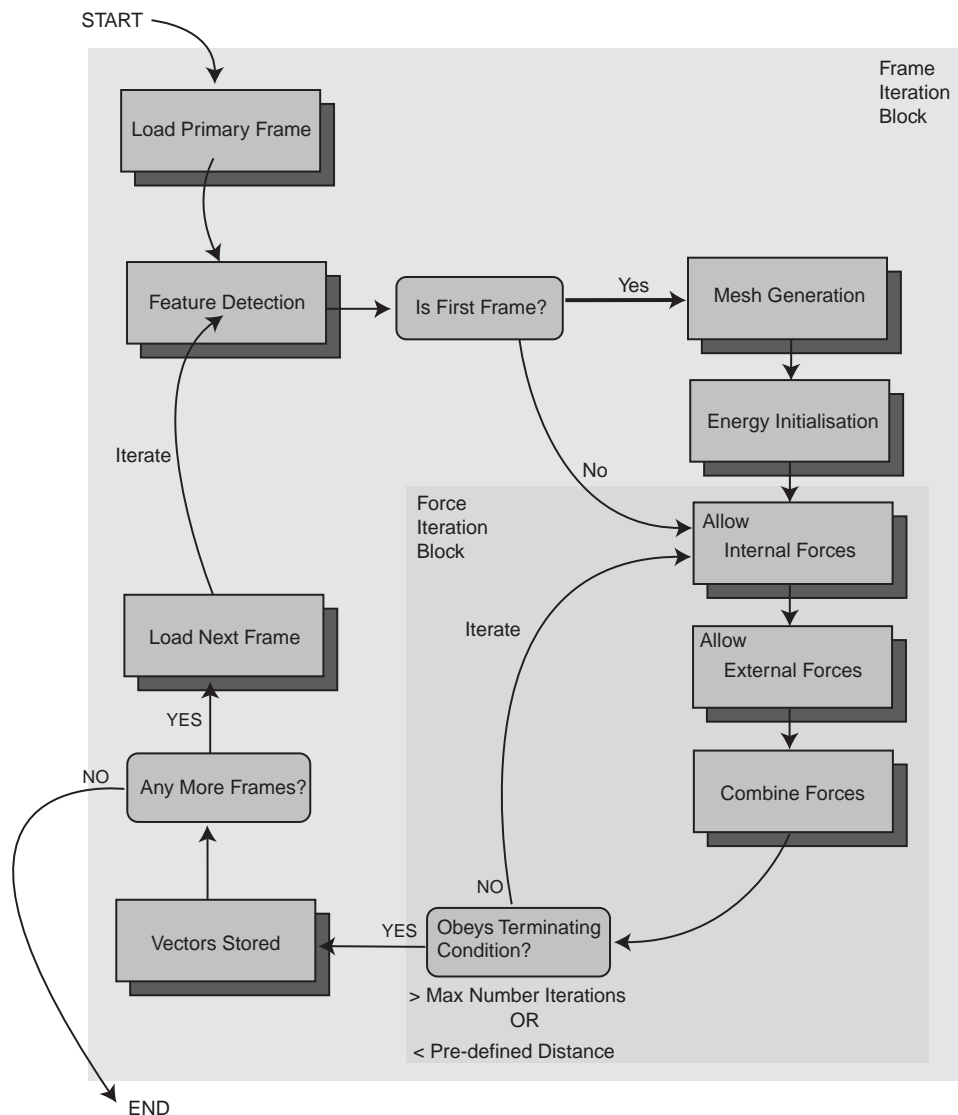 START
Frame
Iteration
Block
Load Primary Frame
Feature Detection
Is First Frame?
Yes
Mesh Generation
Energy Initialisation
Iterate
No
Force
Iteration
Block
Allow
Internal Forces
Iterate
Load Next Frame
Allow
External Forces
YES
NO
Any More Frames?
Combine Forces
NO
Vectors Stored
YES
Obeys Terminating
Condition?
> Max Number Iterations
OR
< Pre-defined Distance
END